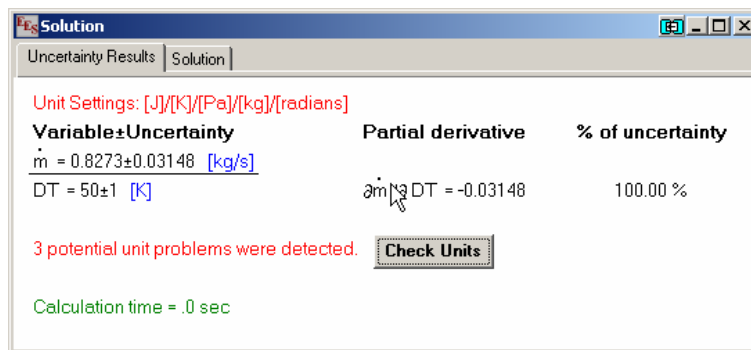 EES Solution
Uncertainty Results Solution
Unit Settings: [J]/[K]/[Pa]/[kg]/[radians]
Variable±Uncertainty Partial derivative % of uncertainty
ṁ = 0.8273±0.03148 [kg/s]
DT = 50±1 [K] ∂ṁ ∂ DT = -0.03148 100.00 %
3 potential unit problems were detected. Check Units
Calculation time = .0 sec